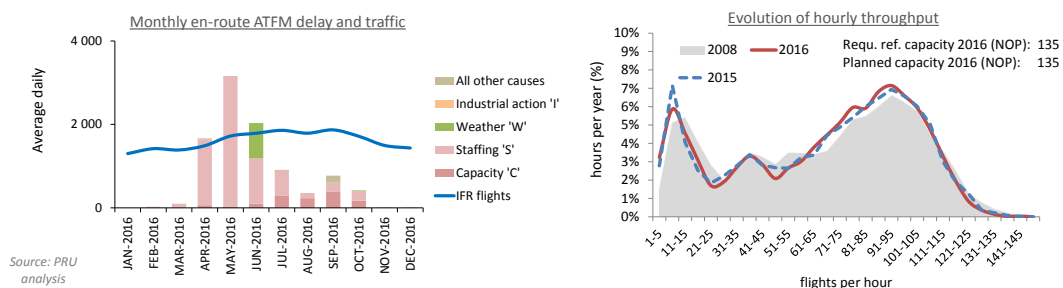 Monthly en-route ATFM delay and traffic
Average daily
4 000
2 000
0
JAN-2016
FEB-2016
MAR-2016
APR-2016
MAY-2016
JUN-2016
JUL-2016
AUG-2016
SEP-2016
OCT-2016
NOV-2016
DEC-2016
All other causes
Industrial action 'I'
Weather 'W'
Staffing 'S'
Capacity 'C'
IFR flights
Source: PRU
analysis
Evolution of hourly throughput
hours per year (%)
10%
9%
8%
7%
6%
5%
4%
3%
2%
1%
0%
2008
2016
2015
Requ. ref. capacity 2016 (NOP): 135
Planned capacity 2016 (NOP): 135
1-5
11-15
21-25
31-35
41-45
51-55
61-65
71-75
81-85
91-95
101-105
111-115
121-125
131-135
141-145
flights per hour